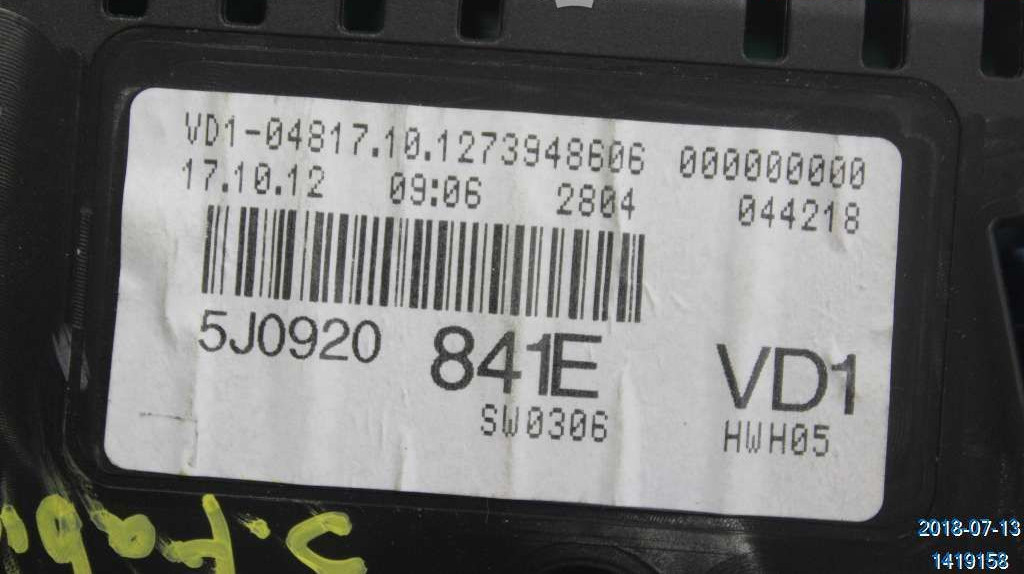 VD1-04817.10.1273948606 000000000
17.10.12 09:06 2804 044218
5J0920 841E VD1
SW0306 HWH05
2018-07-13
1419158